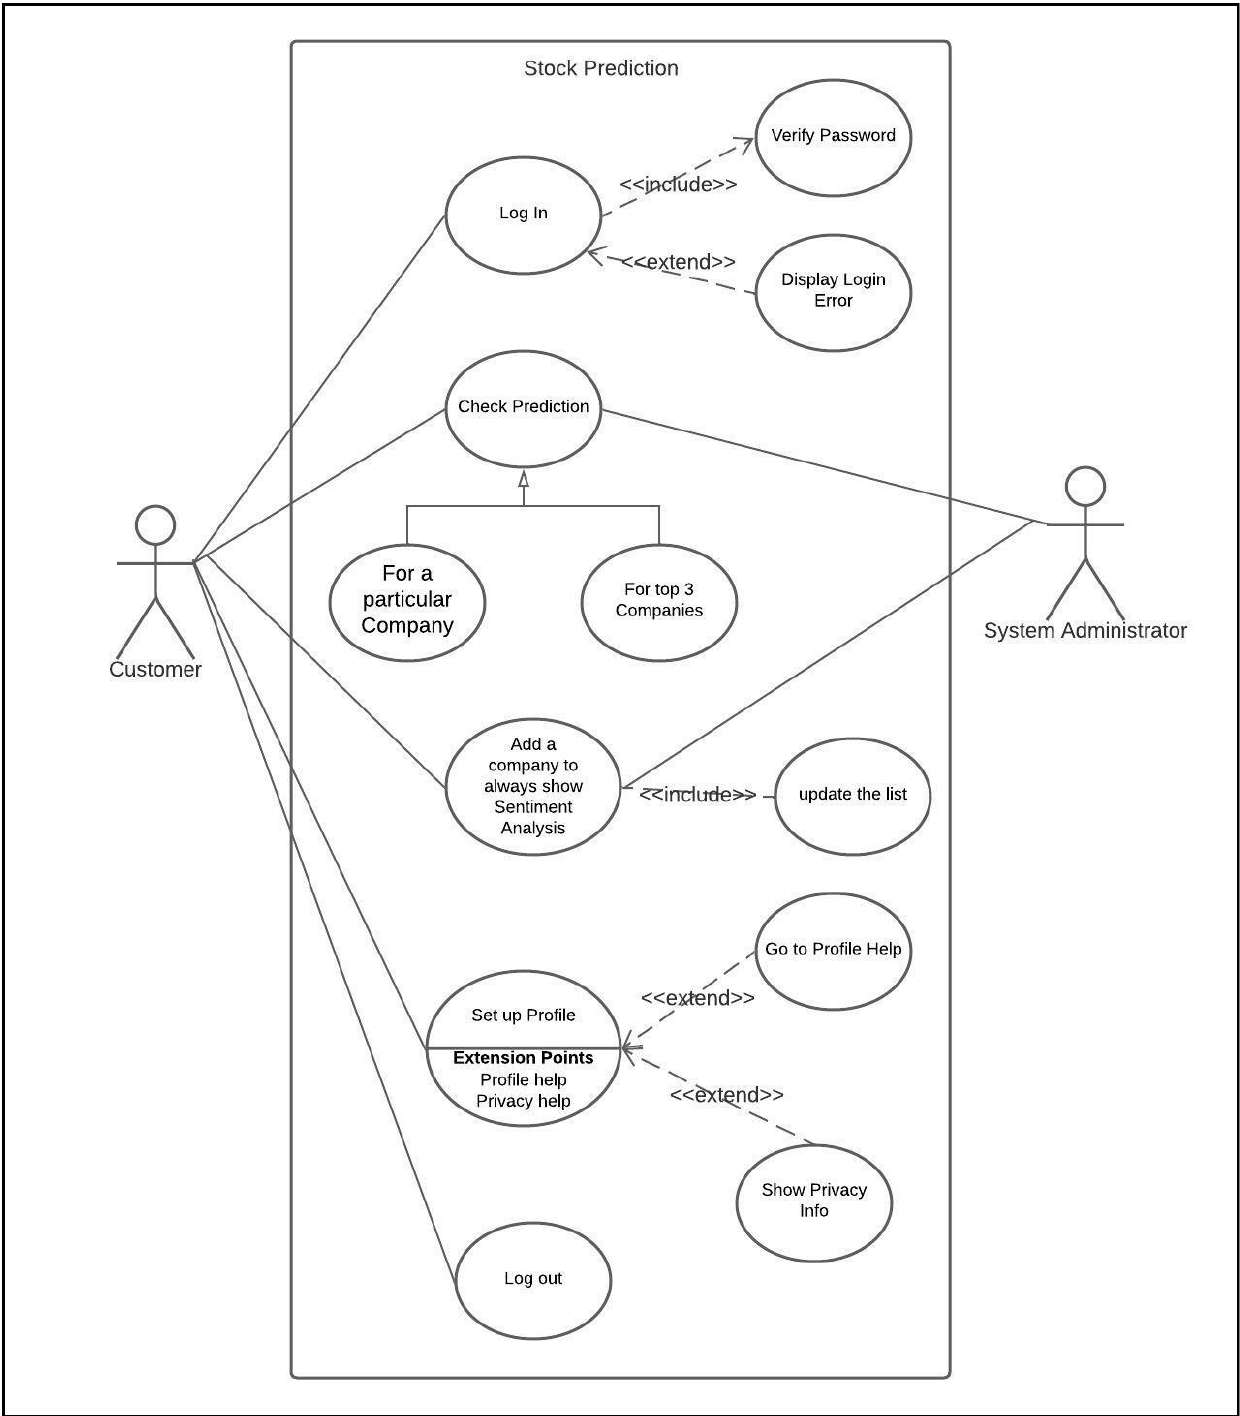 Stock Prediction
Verify Password
<<include>>
Log In
<<extend>>
Display Login
Error
Check Prediction
For a
particular
Company
For top 3
Companies
Customer
System Administrator
Add a
company to
always show
Sentiment
Analysis
<<include>>
update the list
Go to Profile Help
<<extend>>
Set up Profile
Extension Points
Profile help
Privacy help
<<extend>>
Show Privacy
Info
Log out